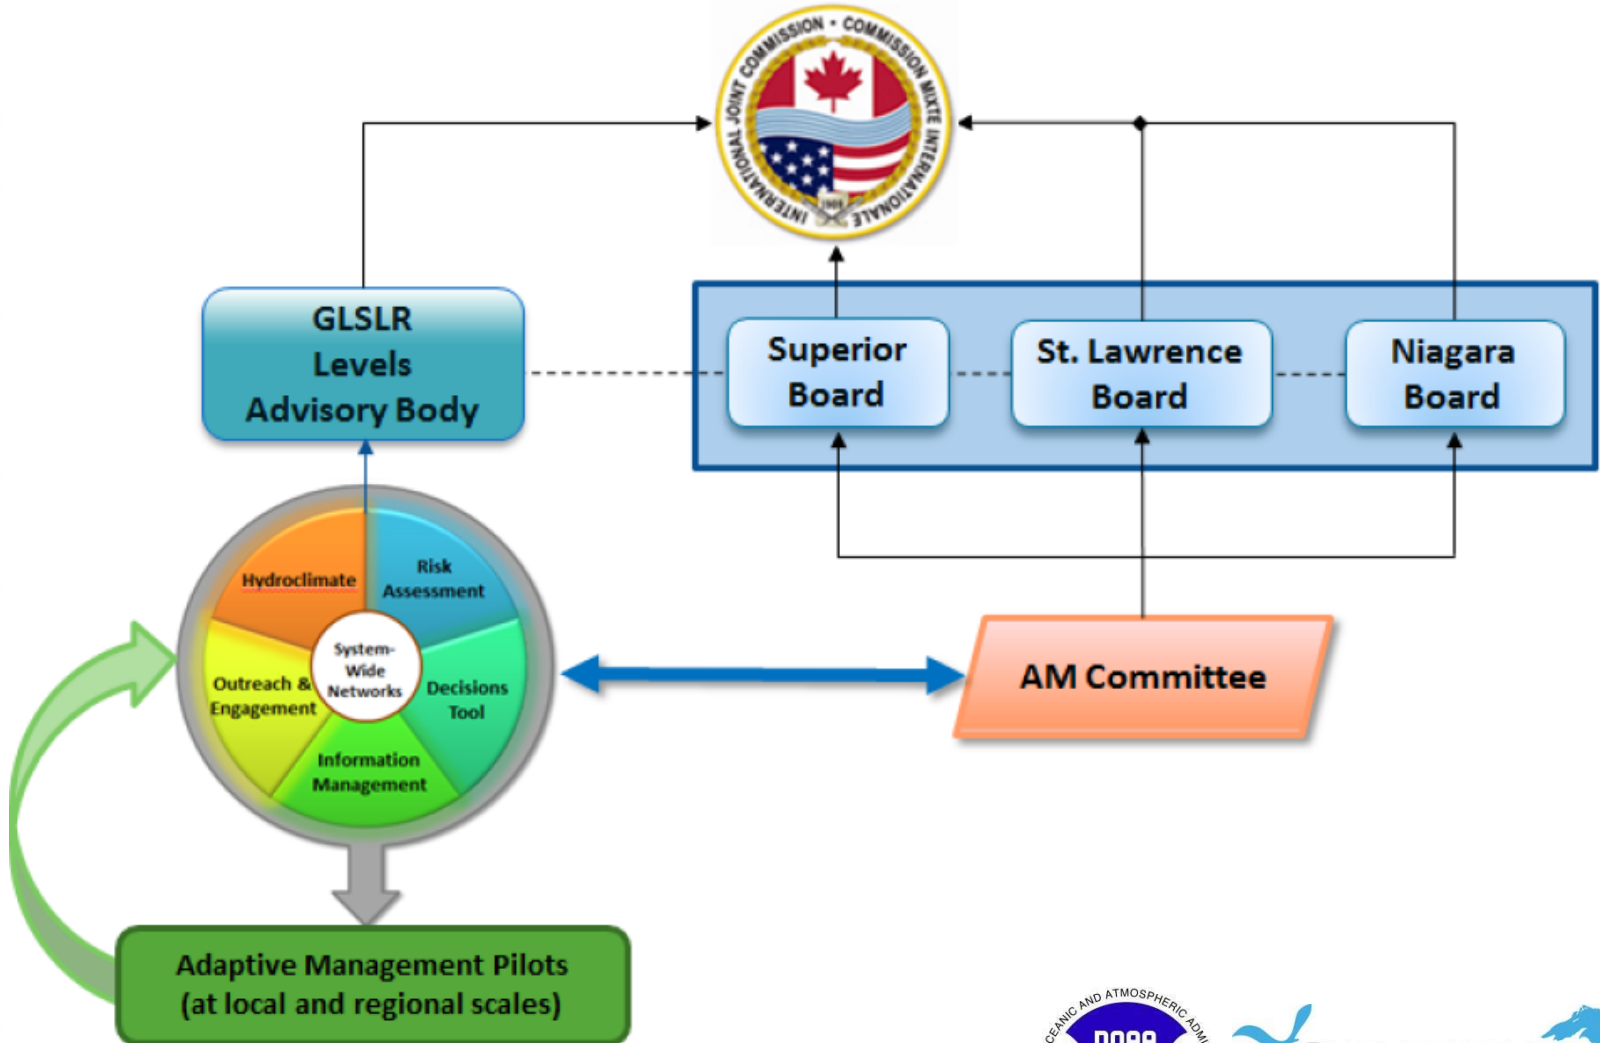 INTERNATIONAL JOINT COMMISSION • COMMISSION MIXTE INTERNATIONALE
1909
GLSLR
Levels
Advisory Body
Superior
Board
St. Lawrence
Board
Niagara
Board
Hydroclimate
Risk
Assessment
System-
Wide
Networks
Outreach &
Engagement
Decisions
Tool
Information
Management
AM Committee
Adaptive Management Pilots
(at local and regional scales)